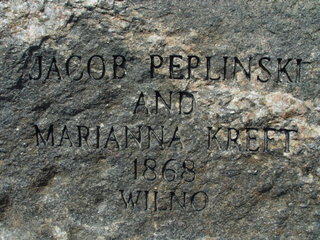 JACOB PEPLINSKI
AND
MARIANNA KREFT
1868
WILNO